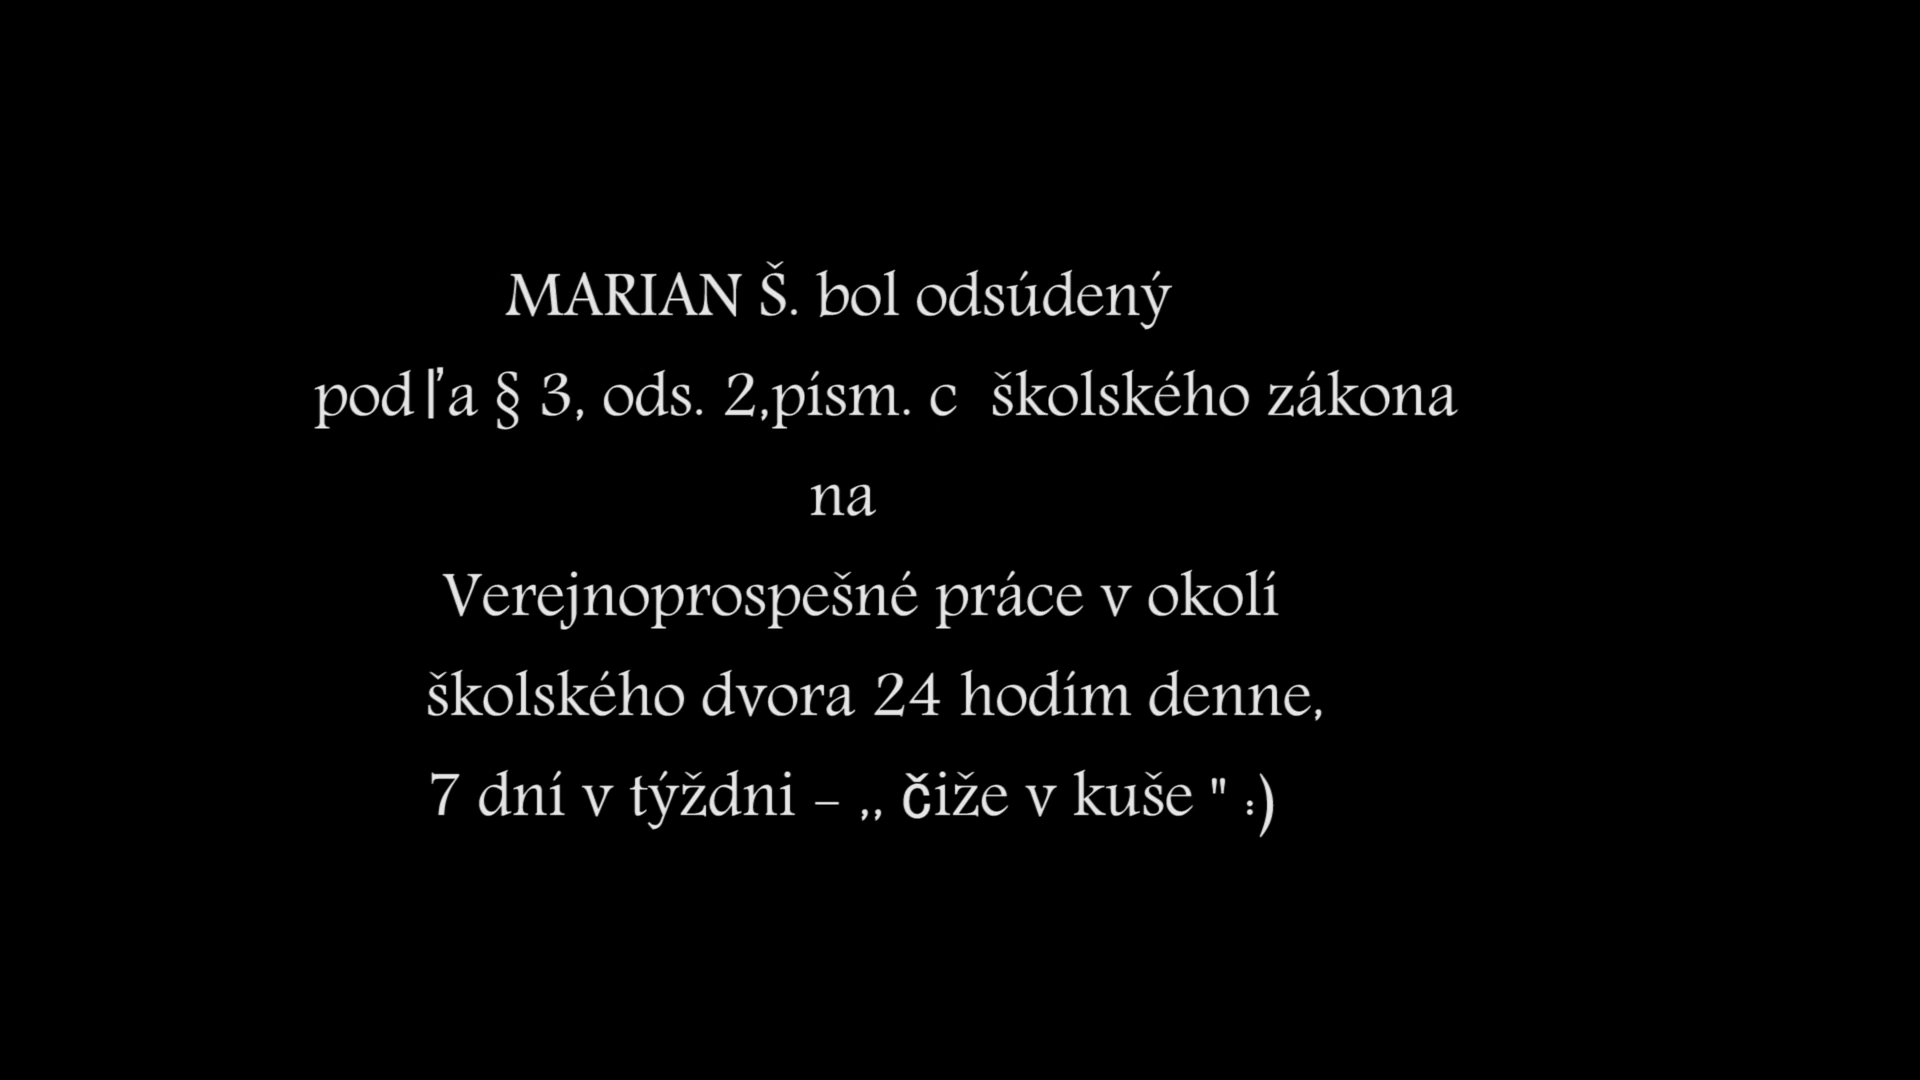 MARIAN Š. bol odsúdený
podľa § 3, ods. 2,písm. c školského zákona
na
Verejnoprospešné práce v okolí
školského dvora 24 hodím denne,
7 dní v týždni - ,, čiže v kuše " :)